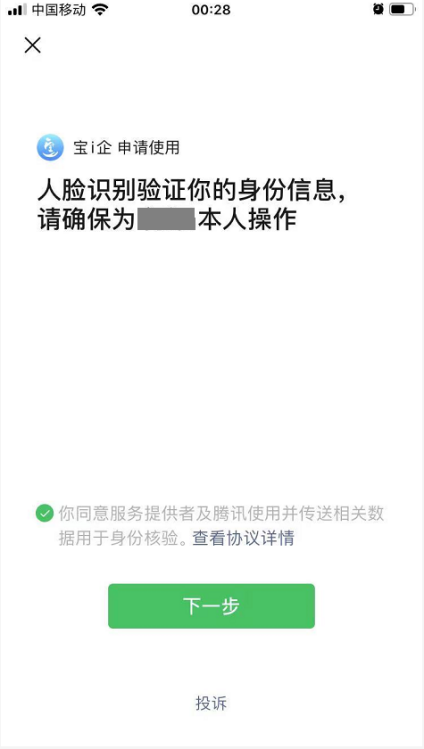 中国移动
00:28
宝i企 申请使用
人脸识别验证你的身份信息,
请确保为 本人操作
你同意服务提供者及腾讯使用并传送相关数
据用于身份核验。查看协议详情
下一步
投诉